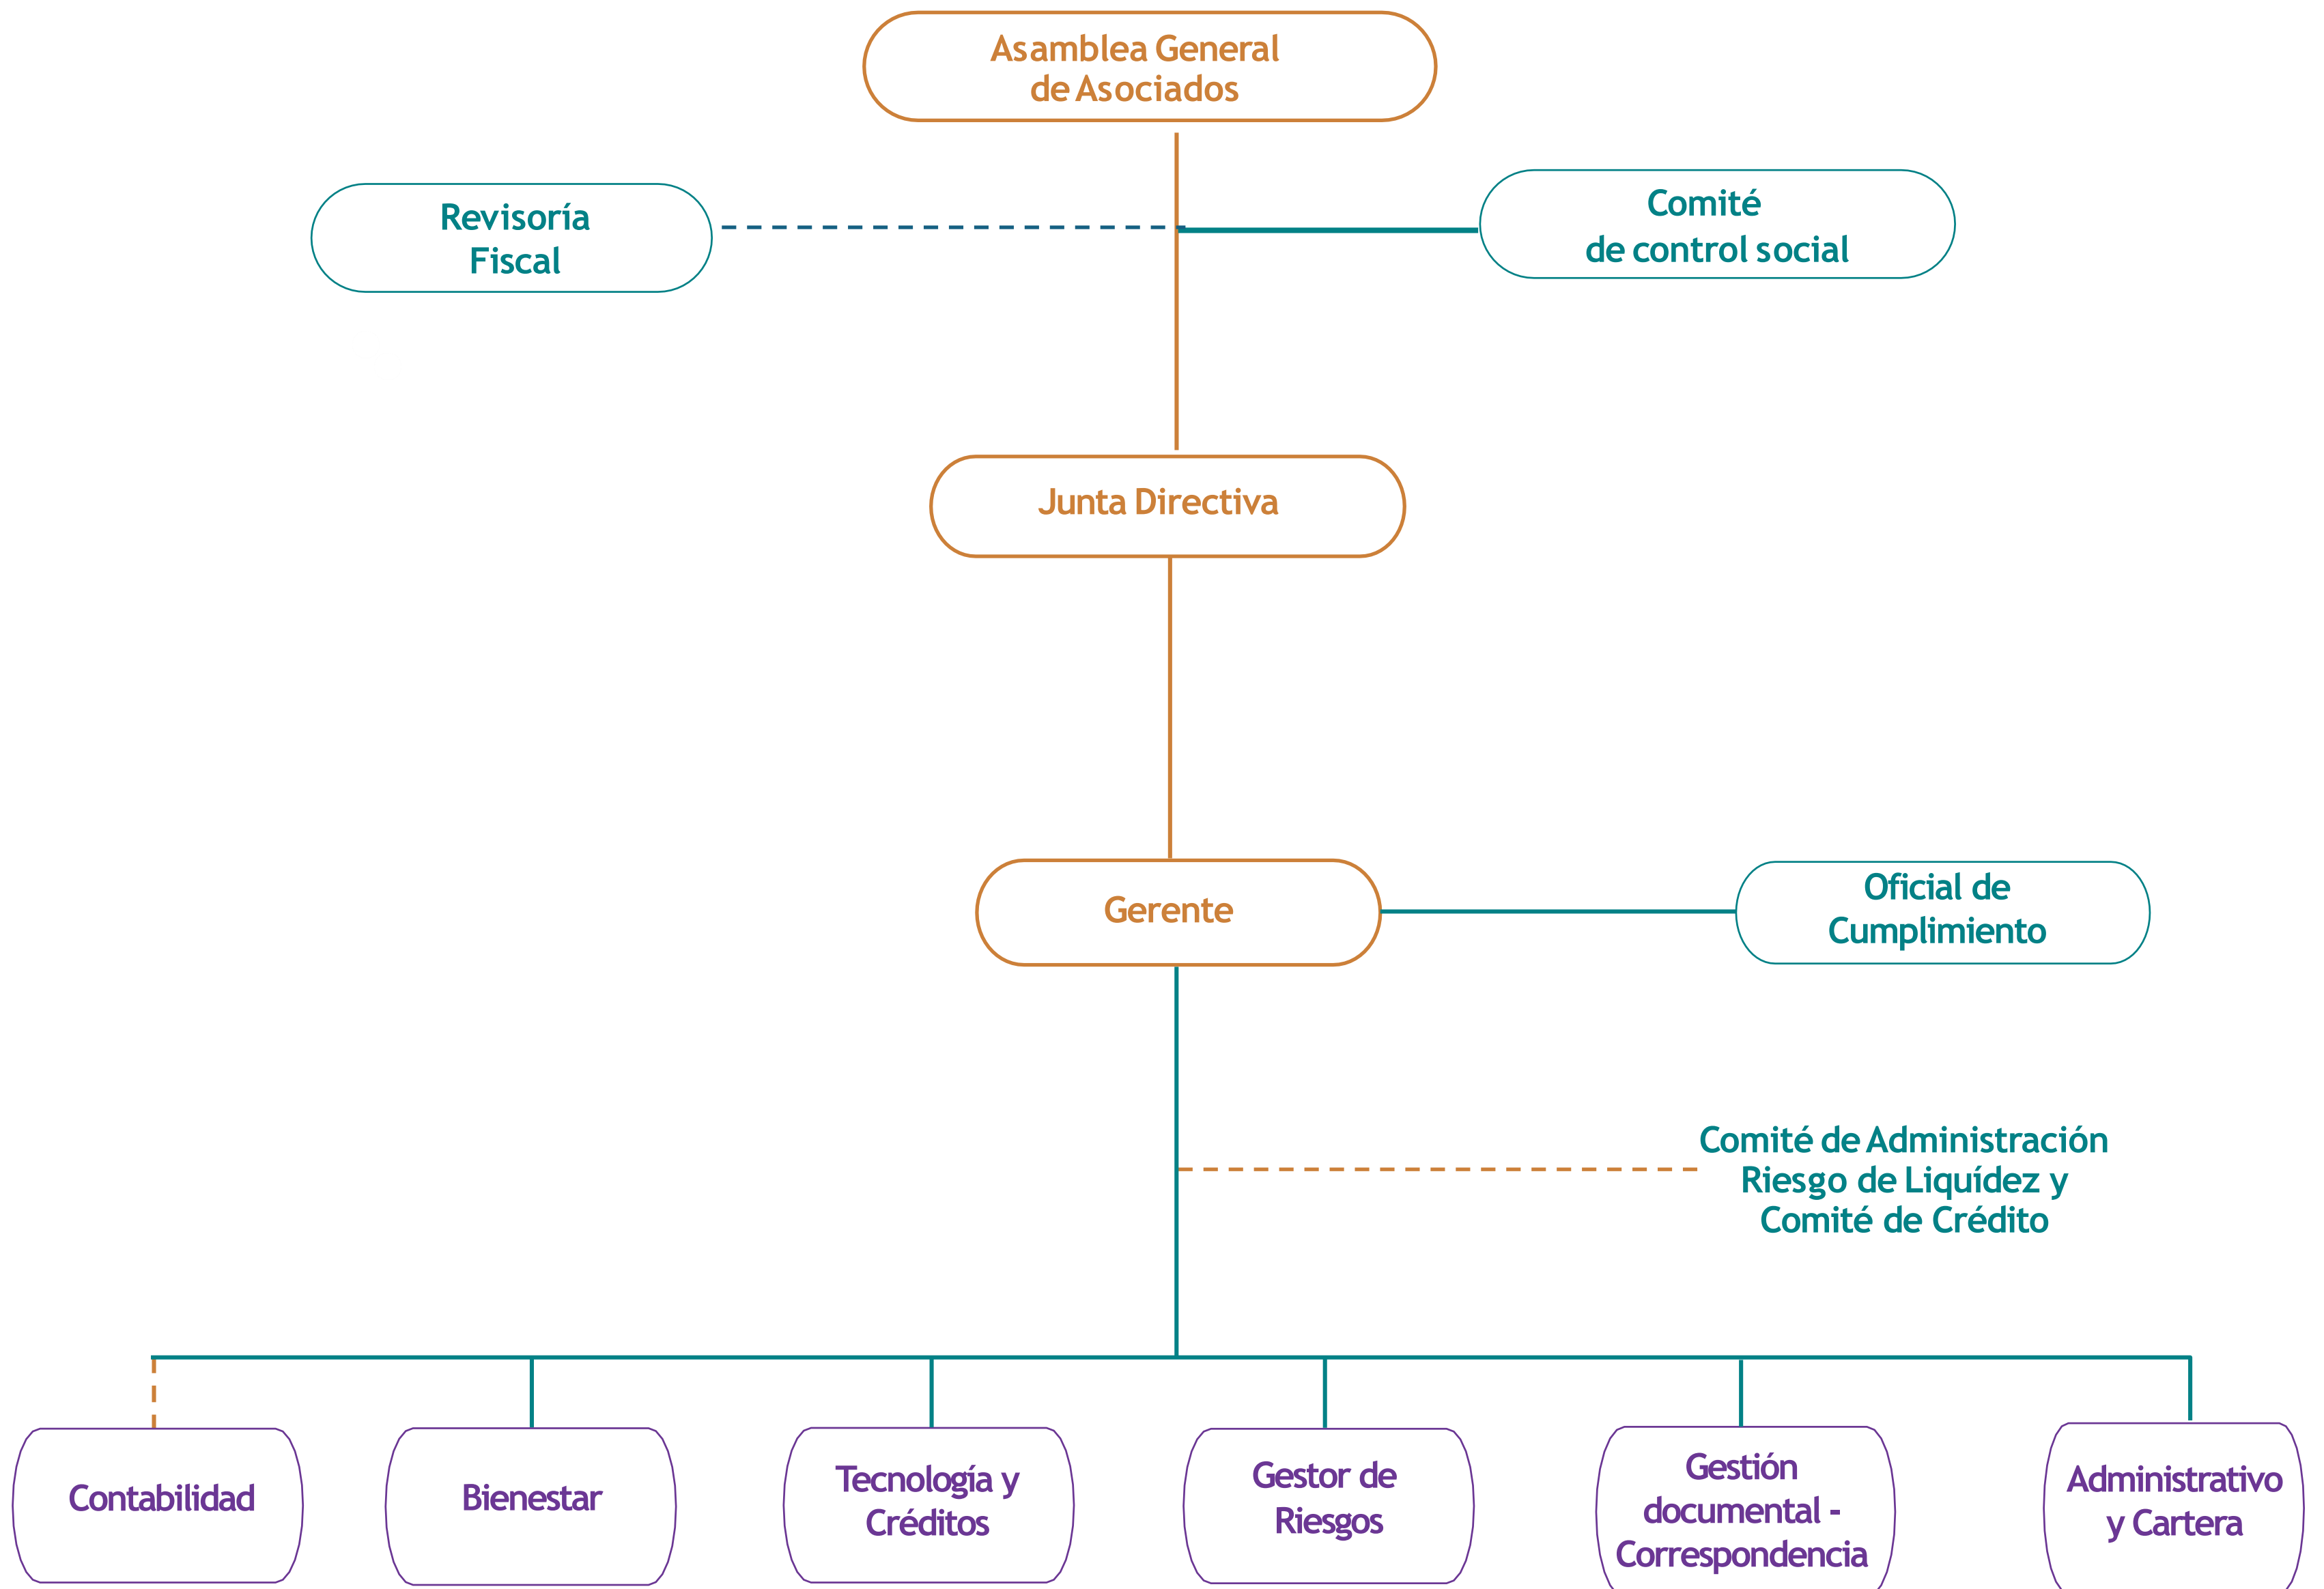 Asamblea General
de Asociados
Revisoría
Fiscal
Comité
de control social
Junta Directiva
Gerente
Oficial de
Cumplimiento
Comité de Administración
Riesgo de Liquídez y
Comité de Crédito
Contabilidad
Bienestar
Tecnología y
Créditos
Gestor de
Riesgos
Gestión
documental -
Correspondencia
Administrativo
y Cartera